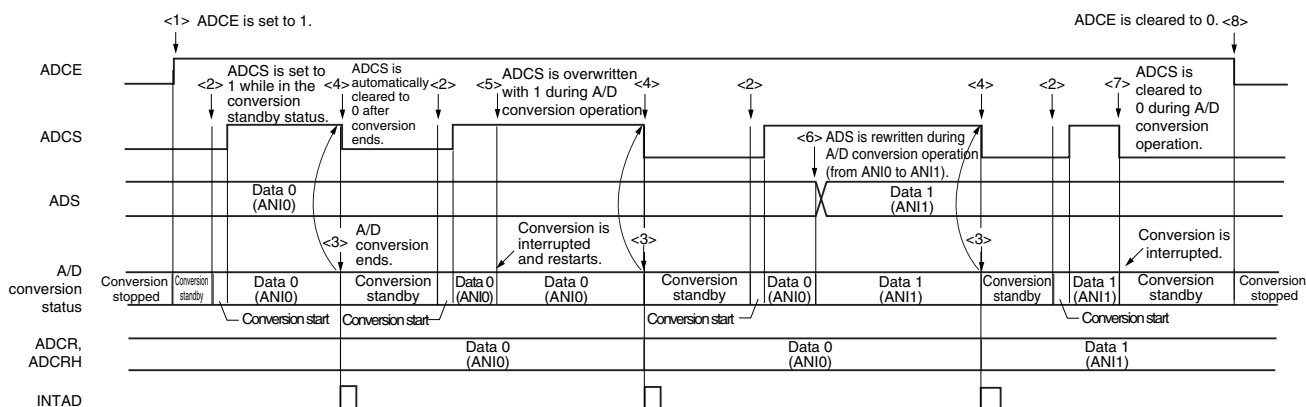 <1> ADCE is set to 1.
ADCE is cleared to 0. <8>
ADCE
<2>
ADCS is set to
1 while in the
conversion
standby status.
<4>
ADCS is
automatically
cleared to
0 after
conversion
ends.
<2>
<5>
ADCS is overwritten
with 1 during A/D
conversion operation
<4>
<2>
<4>
<2>
<7>
ADCS is
cleared to
0 during A/D
conversion
operation.
ADCS
<6> ADS is rewritten during
A/D conversion operation
(from ANI0 to ANI1).
ADS
Data 0
(ANI0)
Data 1
(ANI1)
<3>
A/D
conversion
ends.
Conversion is
interrupted
and restarts.
<3>
<3>
Conversion is
interrupted.
A/D
conversion
status
Conversion
stopped
Conversion
standby
Data 0
(ANI0)
Conversion
standby
Data 0
(ANI0)
Data 0
(ANI0)
Conversion
standby
Data 0
(ANI0)
Data 1
(ANI1)
Conversion
standby
Data 1
(ANI1)
Conversion
standby
Conversion
stopped
Conversion start
Conversion start
Conversion start
Conversion start
ADCR,
ADCRH
Data 0
(ANI0)
Data 0
(ANI0)
Data 1
(ANI1)
INTAD